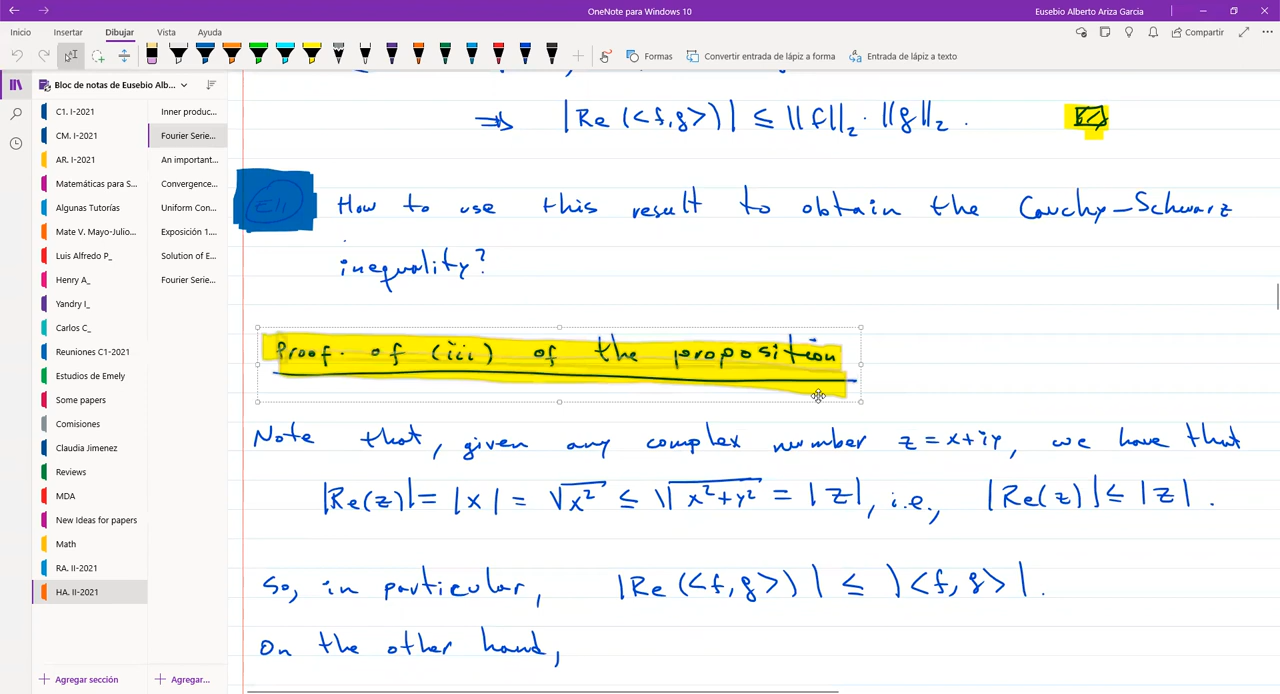 OneNote para Windows 10
Eusebio Alberto Ariza Garcia
Inicio Insertar Dibujar Vista Ayuda
Compartir
Formas
Convertir entrada de lápiz a forma
Entrada de lápiz a texto
Bloc de notas de Eusebio Alb...
C1. I-2021
CM. I-2021
AR. I-2021
Matemáticas para S...
Algunas Tutorías
Mate V. Mayo-Julio...
Luis Alfredo P_
Henry A_
Yandry I_
Carlos C_
Reuniones C1-2021
Estudios de Emely
Some papers
Comisiones
Claudia Jimenez
Reviews
MDA
New Ideas for papers
Math
RA. II-2021
HA. II-2021
Agregar sección
Inner produc...
Fourier Serie...
An important...
Convergence...
Uniform Con...
Exposición 1...
Solution of E...
Fourier Serie...
Agregar...
⇒ |Re(<f,g>)| ≤ ||f||₂ · ||g||₂ .
E11 How to use this result to obtain the Cauchy-Schwarz
inequality?
Proof. of (iii) of the proposition
Note that, given any complex number z = x+iy, we have that
|Re(z)| = |x| = √x² ≤ √x²+y² = |z|, i.e., |Re(z)| ≤ |z|.
So, in particular, |Re(<f,g>)| ≤ |<f,g>|.
On the other hand,